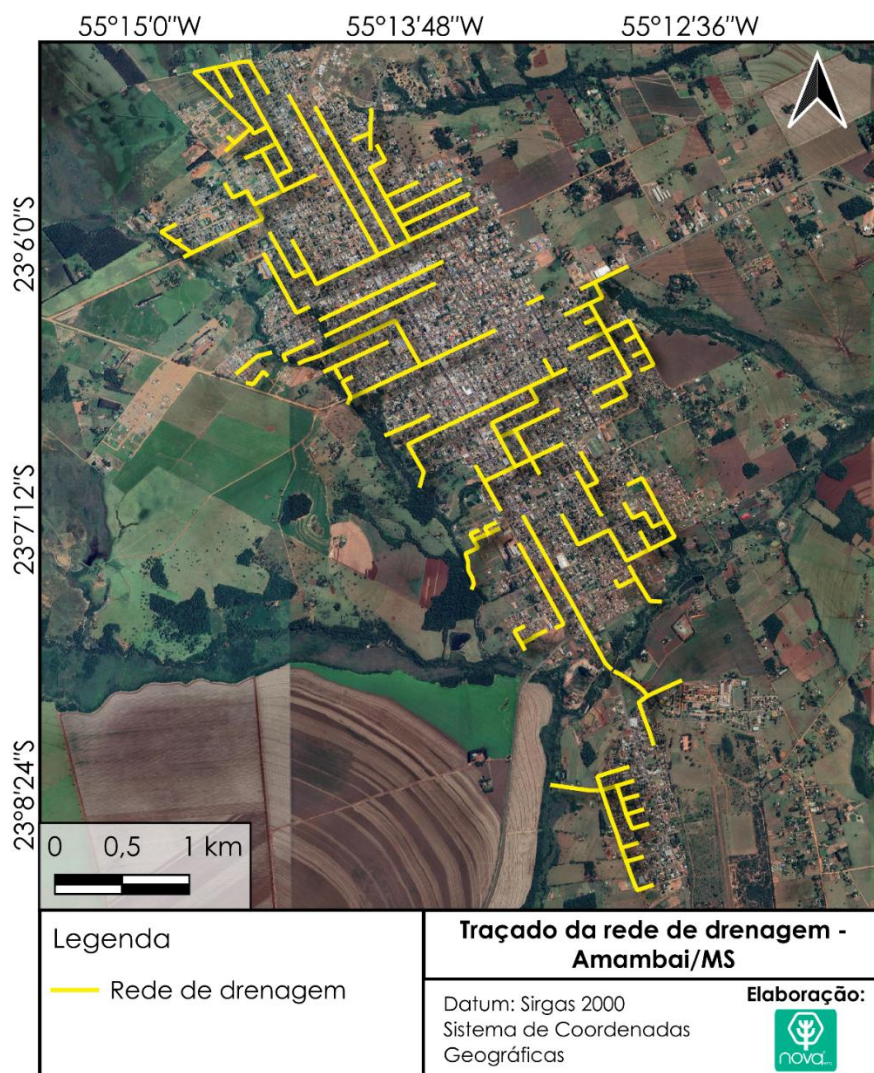 55°15'0"W 55°13'48"W 55°12'36"W
23°6'0"S
23°7'12"S
23°8'24"S
0 0,5 1 km
Legenda
Rede de drenagem
Traçado da rede de drenagem -
Amambai/MS
Datum: Sirgas 2000
Sistema de Coordenadas
Geográficas
Elaboração:
nova